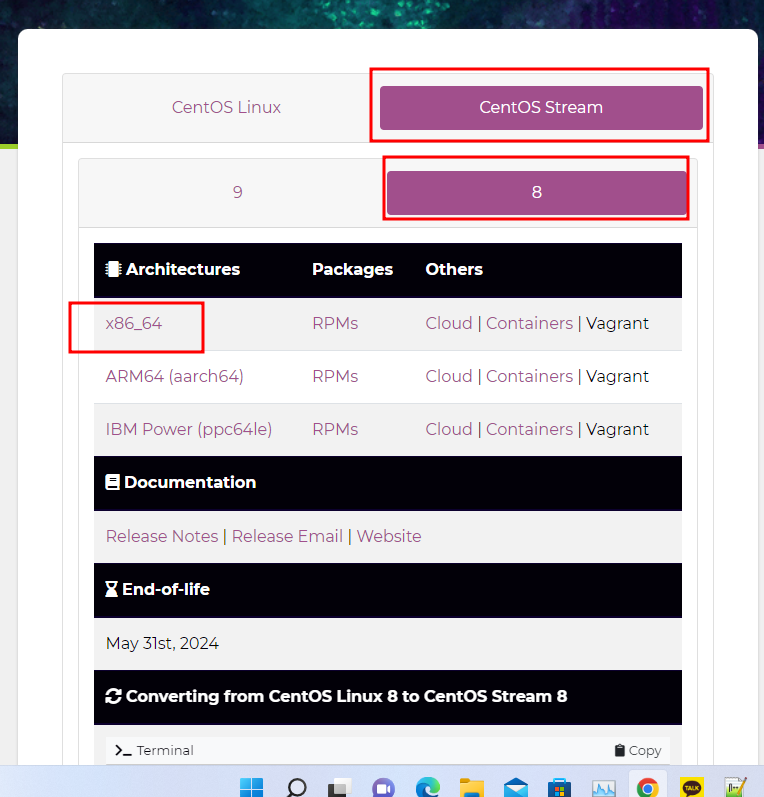 CentOS Linux CentOS Stream
9 8
Architectures Packages Others
x86_64 RPMs Cloud | Containers | Vagrant
ARM64 (aarch64) RPMs Cloud | Containers | Vagrant
IBM Power (ppc64le) RPMs Cloud | Containers | Vagrant
Documentation
Release Notes | Release Email | Website
End-of-life
May 31st, 2024
Converting from CentOS Linux 8 to CentOS Stream 8
Terminal Copy
TALK